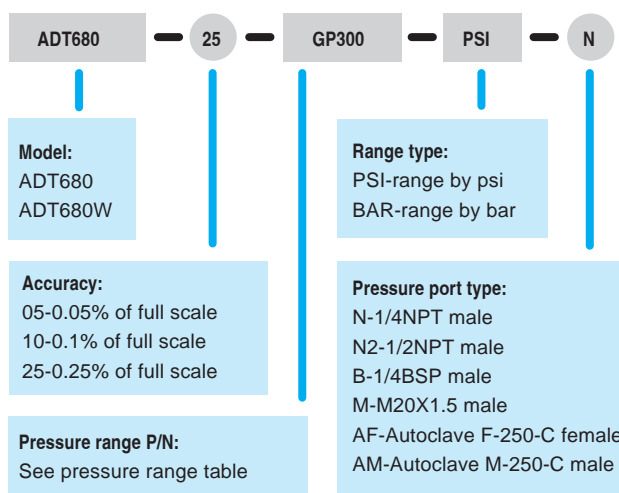 ADT680 25 GP300 PSI N
Model:
ADT680
ADT680W
Range type:
PSI-range by psi
BAR-range by bar
Accuracy:
05-0.05% of full scale
10-0.1% of full scale
25-0.25% of full scale
Pressure port type:
N-1/4NPT male
N2-1/2NPT male
B-1/4BSP male
M-M20X1.5 male
AF-Autoclave F-250-C female
AM-Autoclave M-250-C male
Pressure range P/N:
See pressure range table